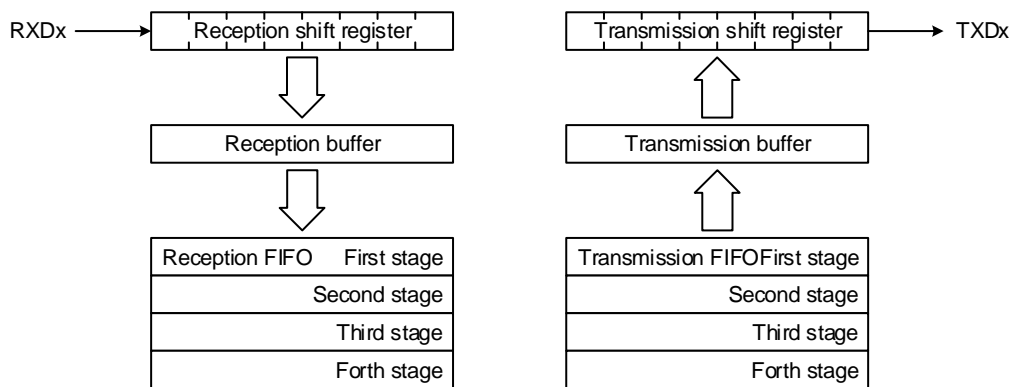 RXDx
Reception shift register
Transmission shift register
TXDx
Reception buffer
Transmission buffer
Reception FIFO First stage
Second stage
Third stage
Forth stage
Transmission FIFOFirst stage
Second stage
Third stage
Forth stage